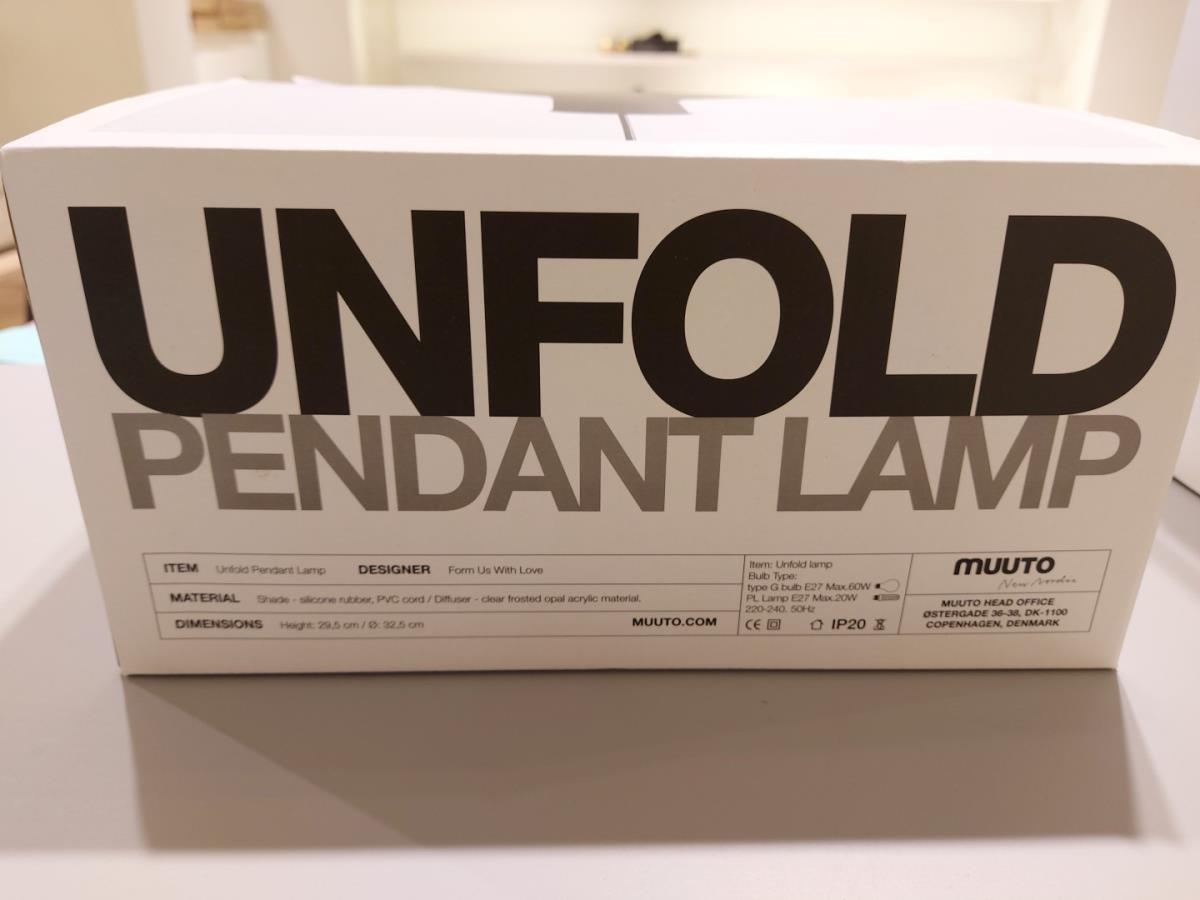 UNFOLD
PENDANT LAMP
ITEM Unfold Pendant Lamp DESIGNER Form Us With Love
MATERIAL Shade - silicone rubber, PVC cord / Diffuser - clear frosted opal acrylic material.
DIMENSIONS Height: 29,5 cm / Ø: 32,5 cm MUUTO.COM
Item: Unfold lamp
Bulb Type:
type G bulb E27 Max.60W
PL Lamp E27 Max.20W
220-240. 50Hz
CE IP20
MUUTO
New Nordic
MUUTO HEAD OFFICE
ØSTERGADE 36-38, DK-1100
COPENHAGEN, DENMARK